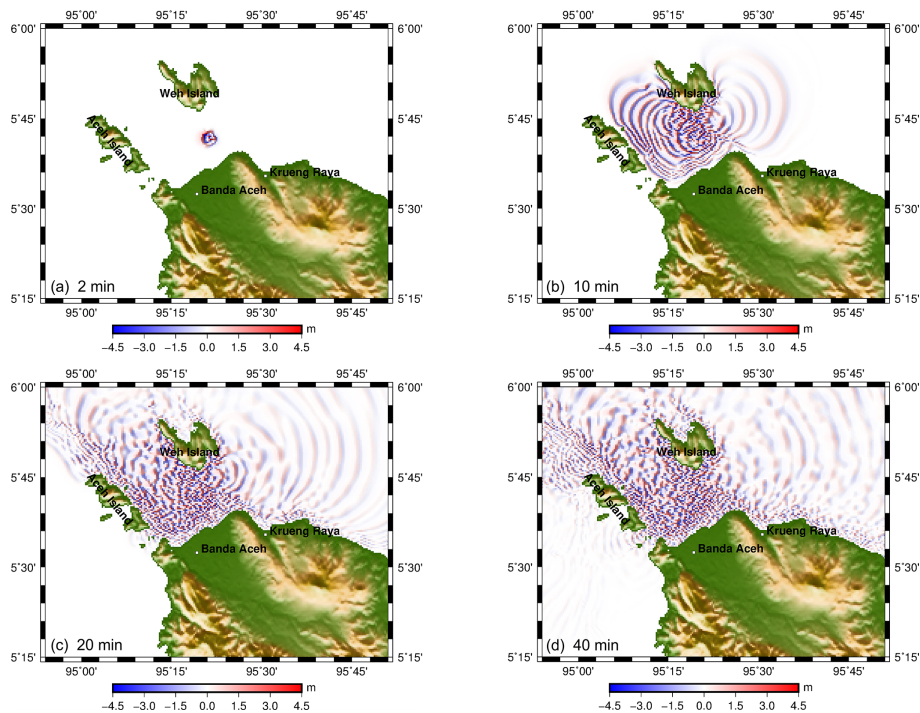 95˚00' 95˚15' 95˚30' 95˚45'
6˚00' 6˚00'
5˚45' 5˚45'
5˚30' 5˚30'
5˚15' 5˚15'
Weh Island
Aceh Island
Krueng Raya
Banda Aceh
(a) 2 min
95˚00' 95˚15' 95˚30' 95˚45'
m
−4.5 −3.0 −1.5 0.0 1.5 3.0 4.5
95˚00' 95˚15' 95˚30' 95˚45'
6˚00' 6˚00'
5˚45' 5˚45'
5˚30' 5˚30'
5˚15' 5˚15'
Weh Island
Aceh Island
Krueng Raya
Banda Aceh
(b) 10 min
95˚00' 95˚15' 95˚30' 95˚45'
m
−4.5 −3.0 −1.5 0.0 1.5 3.0 4.5
95˚00' 95˚15' 95˚30' 95˚45'
6˚00' 6˚00'
5˚45' 5˚45'
5˚30' 5˚30'
5˚15' 5˚15'
Weh Island
Aceh Island
Krueng Raya
Banda Aceh
(c) 20 min
m
−4.5 −3.0 −1.5 0.0 1.5 3.0 4.5
95˚00' 95˚15' 95˚30' 95˚45'
6˚00' 6˚00'
5˚45' 5˚45'
5˚30' 5˚30'
5˚15' 5˚15'
Weh Island
Aceh Island
Krueng Raya
Banda Aceh
(d) 40 min
95˚00' 95˚15' 95˚30' 95˚45'
m
−4.5 −3.0 −1.5 0.0 1.5 3.0 4.5